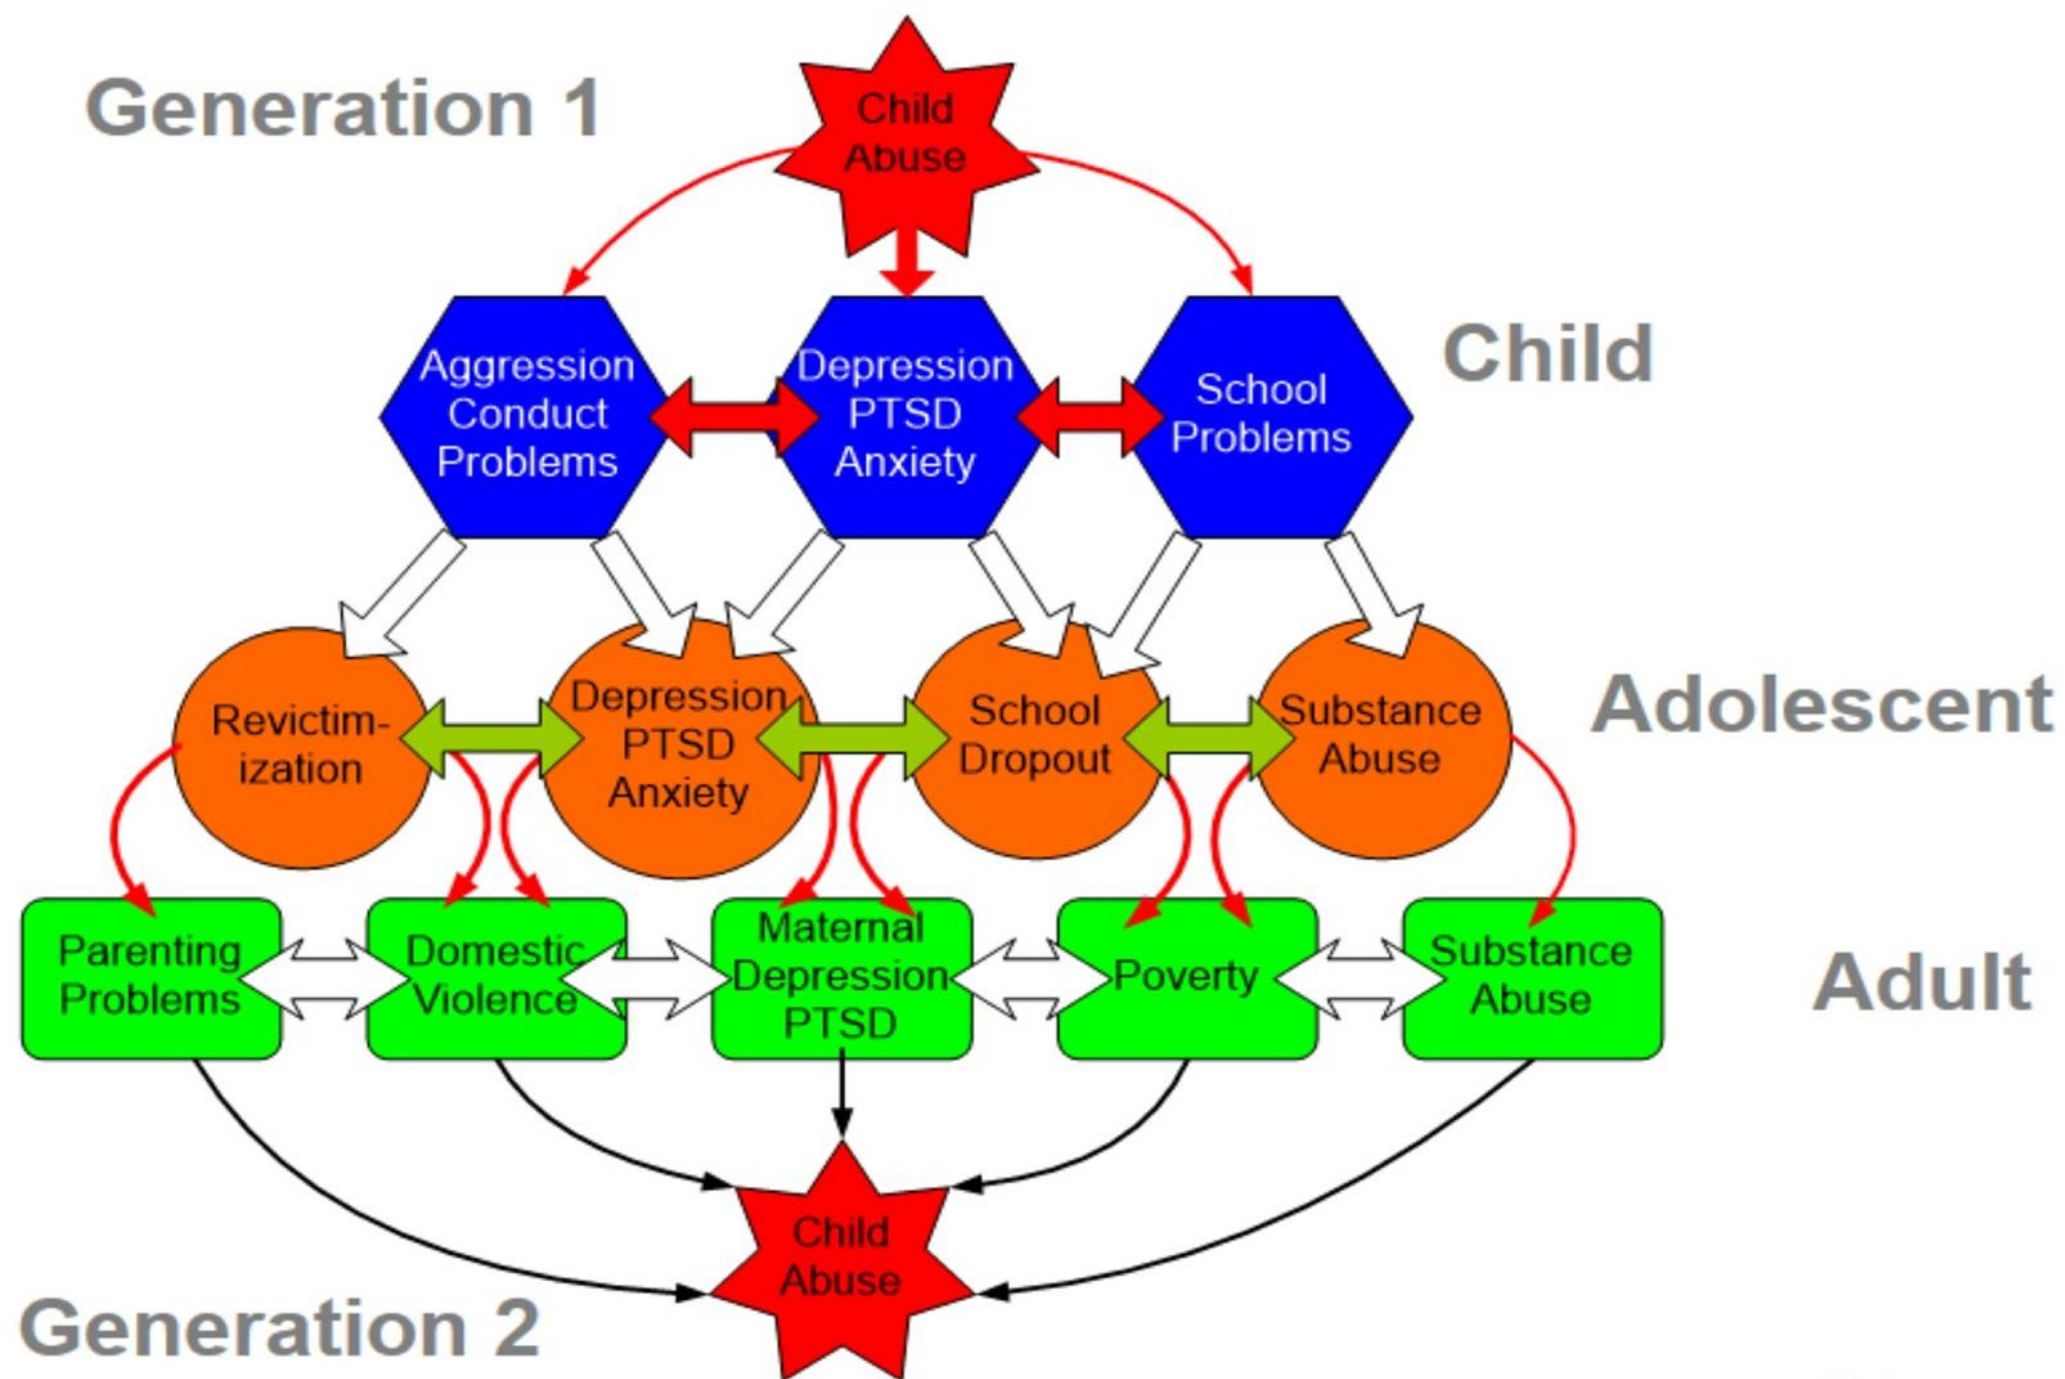 Generation 1
Child
Abuse
Aggression
Conduct
Problems
Depression
PTSD
Anxiety
School
Problems
Child
Revictim-
ization
Depression
PTSD
Anxiety
School
Dropout
Substance
Abuse
Adolescent
Parenting
Problems
Domestic
Violence
Maternal
Depression
PTSD
Poverty
Substance
Abuse
Adult
Child
Abuse
Generation 2